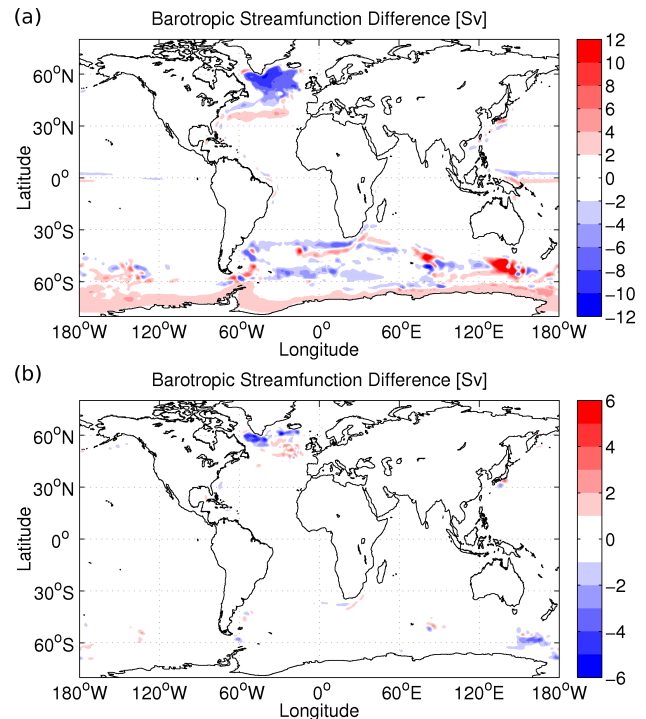 (a)
Barotropic Streamfunction Difference [Sv]
12
10
8
6
4
2
0
−2
−4
−6
−8
−10
−12
60°N
30°N
0°
30°S
60°S
Latitude
180°W 120°W 60°W 0° 60°E 120°E 180°W
Longitude
(b)
Barotropic Streamfunction Difference [Sv]
6
4
2
0
−2
−4
−6
60°N
30°N
0°
30°S
60°S
Latitude
180°W 120°W 60°W 0° 60°E 120°E 180°W
Longitude